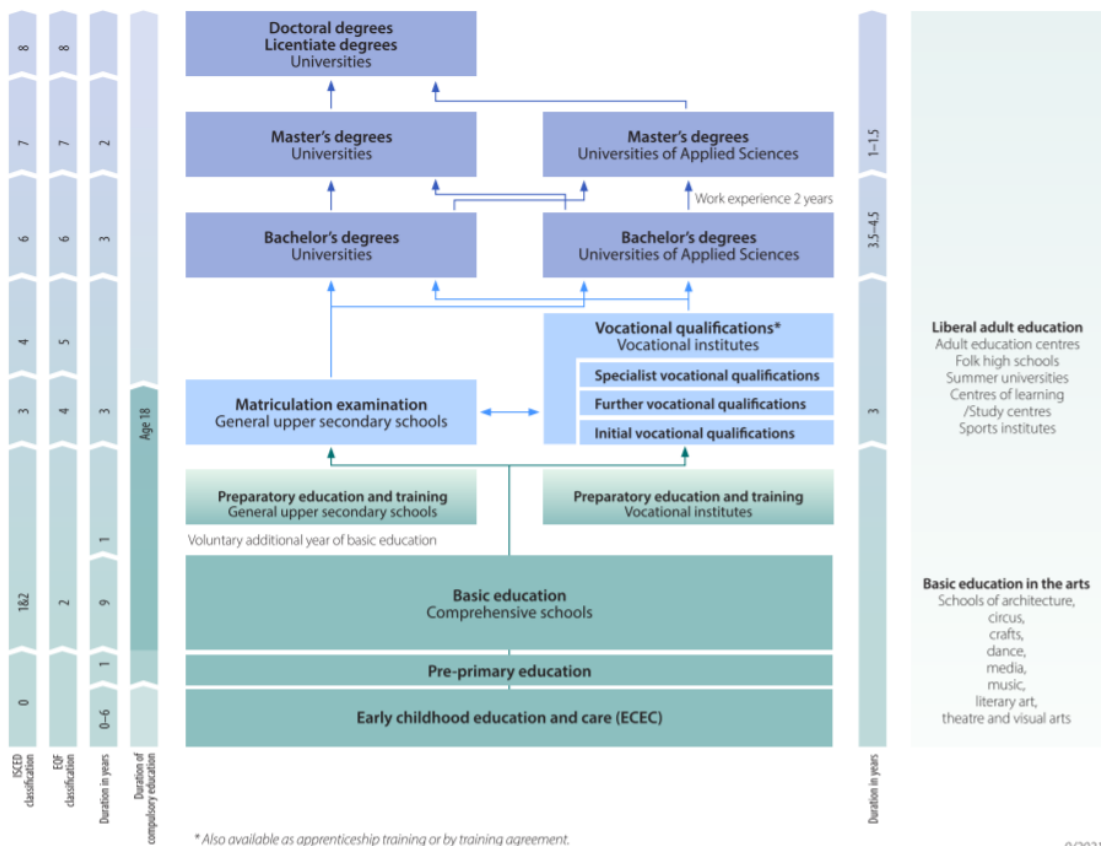 Doctoral degrees
Licentiate degrees
Universities
Master's degrees
Universities
Master's degrees
Universities of Applied Sciences
Work experience 2 years
Bachelor's degrees
Universities
Bachelor's degrees
Universities of Applied Sciences
Vocational qualifications*
Vocational institutes
Specialist vocational qualifications
Further vocational qualifications
Initial vocational qualifications
Matriculation examination
General upper secondary schools
Preparatory education and training
General upper secondary schools
Preparatory education and training
Vocational institutes
Voluntary additional year of basic education
Basic education
Comprehensive schools
Pre-primary education
Early childhood education and care (ECEC)
8
7
6
4
3
1&2
0
ISCED
classification
8
7
6
5
4
2
EQF
classification
2
3
3
1
9
1
0–6
Duration in years
Age 18
Duration of
compulsory education
1–1.5
3.5–4.5
3
Duration in years
Liberal adult education
Adult education centres
Folk high schools
Summer universities
Centres of learning
/Study centres
Sports institutes
Basic education in the arts
Schools of architecture,
circus,
crafts,
dance,
media,
music,
literary art,
theatre and visual arts
* Also available as apprenticeship training or by training agreement.